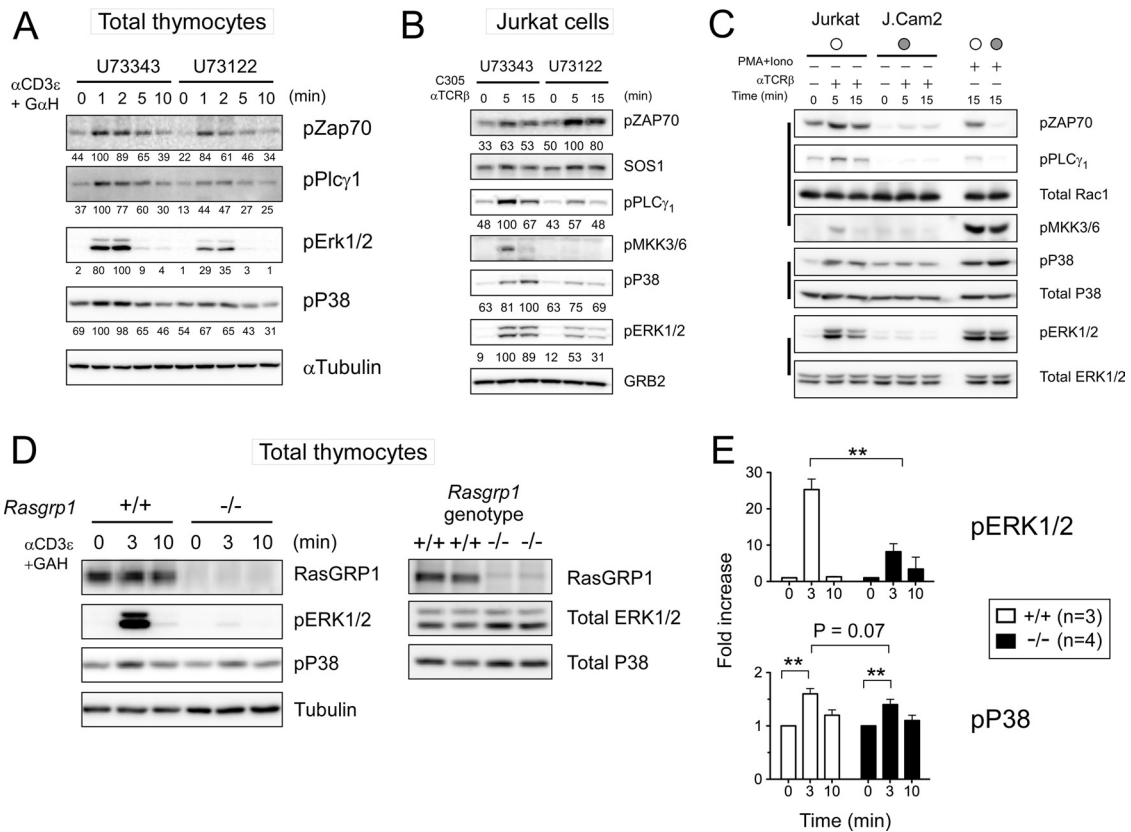 A
Total thymocytes
U73343 U73122
αCD3ε
+ GαH
0 1 2 5 10 0 1 2 5 10 (min)
pZap70
44 100 89 65 39 22 84 61 46 34
pPlcγ1
37 100 77 60 30 13 44 47 27 25
pErk1/2
2 80 100 9 4 1 29 35 3 1
pP38
69 100 98 65 46 54 67 65 43 31
αTubulin
B
Jurkat cells
U73343 U73122
C305
αTCRβ
0 5 15 0 5 15 (min)
pZAP70
33 63 53 50 100 80
SOS1
pPLCγ1
48 100 67 43 57 48
pMKK3/6
pP38
63 81 100 63 75 69
pERK1/2
9 100 89 12 53 31
GRB2
C
Jurkat J.Cam2
PMA+Iono – – – – – – + +
αTCRβ – + + – + +
Time (min) 0 5 15 0 5 15 15 15
pZAP70
pPLCγ1
Total Rac1
pMKK3/6
pP38
Total P38
pERK1/2
Total ERK1/2
D
Total thymocytes
Rasgrp1 +/+ -/-
αCD3ε
+GAH
0 3 10 0 3 10 (min)
RasGRP1
pERK1/2
pP38
Tubulin
Rasgrp1
genotype
+/+ +/+ -/- -/-
RasGRP1
Total ERK1/2
Total P38
E
Fold increase
**
30
20
10
0
0 3 10 0 3 10
pERK1/2
+/+ (n=3)
-/- (n=4)
P = 0.07
** **
2
1
0
0 3 10 0 3 10
pP38
Time (min)